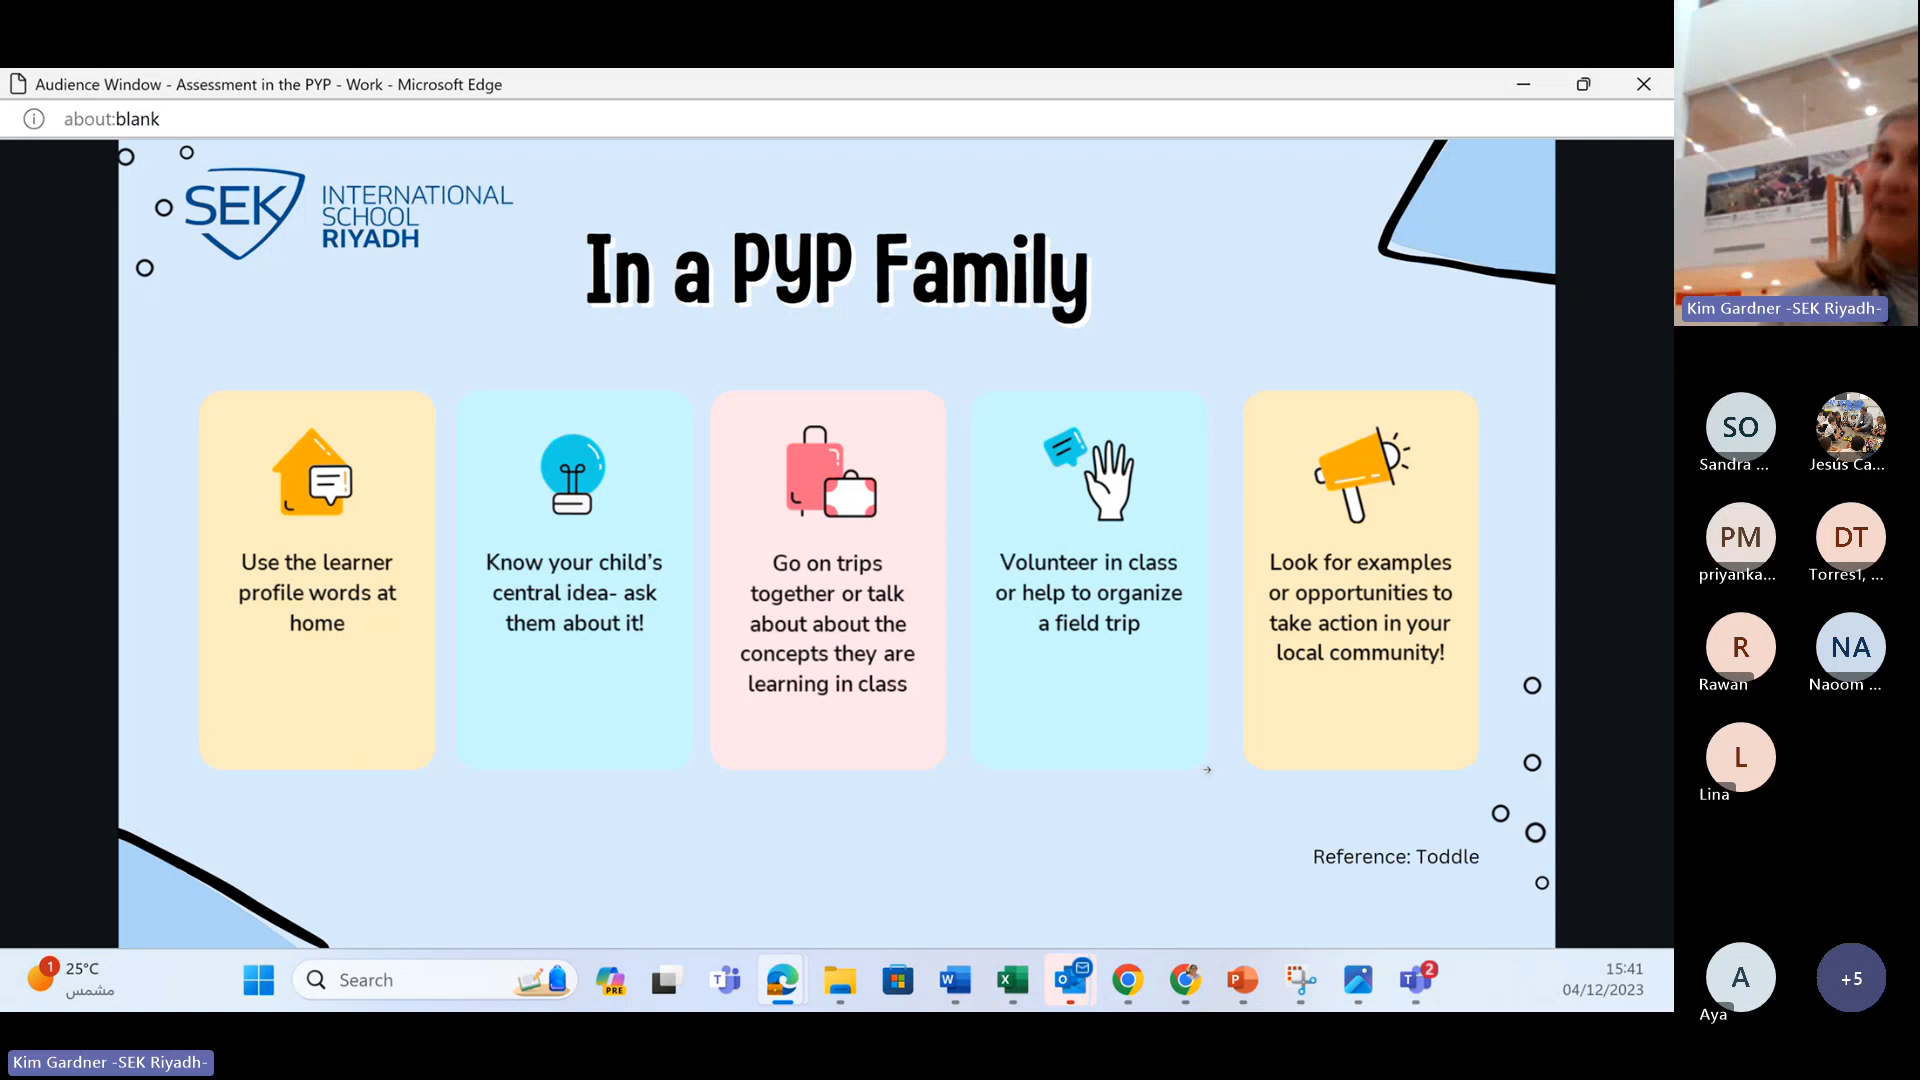 Audience Window - Assessment in the PYP - Work - Microsoft Edge
about:blank
SEK
INTERNATIONAL
SCHOOL
RIYADH
In a PYP Family
Use the learner
profile words at
home
Know your child's
central idea- ask
them about it!
Go on trips
together or talk
about about the
concepts they are
learning in class
Volunteer in class
or help to organize
a field trip
Look for examples
or opportunities to
take action in your
local community!
Reference: Toddle
1
25°C
مشمس
Search
PRE
2
15:41
04/12/2023
Kim Gardner -SEK Riyadh-
SO
Sandra ...
Jesús Ca...
PM
priyanka...
DT
Torres1, ...
R
Rawan
NA
Naoom ...
L
Lina
A
Aya
+5
Kim Gardner -SEK Riyadh-